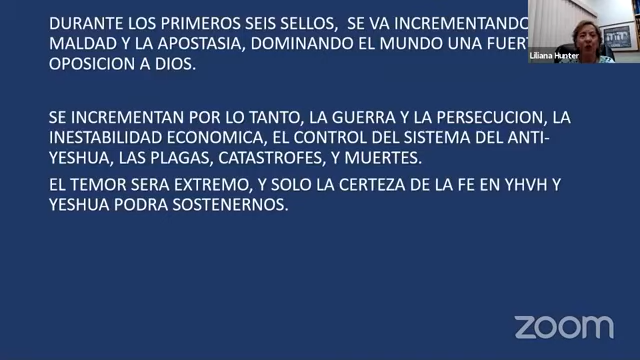 DURANTE LOS PRIMEROS SEIS SELLOS, SE VA INCREMENTANDO
MALDAD Y LA APOSTASIA, DOMINANDO EL MUNDO UNA
OPOSICION A DIOS.
SE INCREMENTAN POR LO TANTO, LA GUERRA Y LA PERSECUCION, LA
INESTABILIDAD ECONOMICA, EL CONTROL DEL SISTEMA DEL ANTI-
YESHUA, LAS PLAGAS, CATASTROFES, Y MUERTES.
EL TEMOR SERA EXTREMO, Y SOLO LA CERTEZA DE LA FE EN YHVH Y
YESHUA PODRA SOSTENERNOS.
Liliana Hunter
zoom